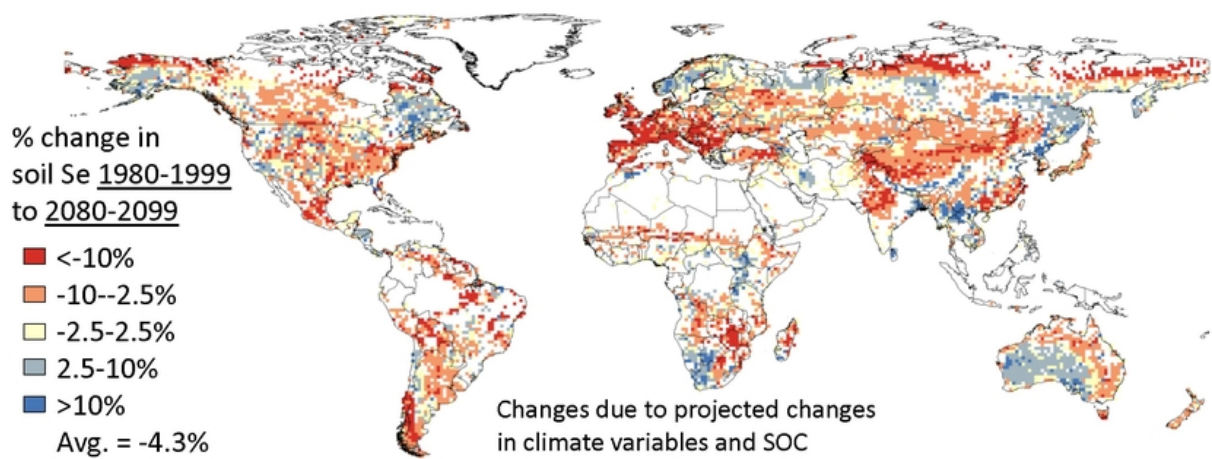 % change in
soil Se 1980-1999
to 2080-2099
<-10%
-10--2.5%
-2.5-2.5%
2.5-10%
>10%
Avg. = -4.3%
Changes due to projected changes
in climate variables and SOC